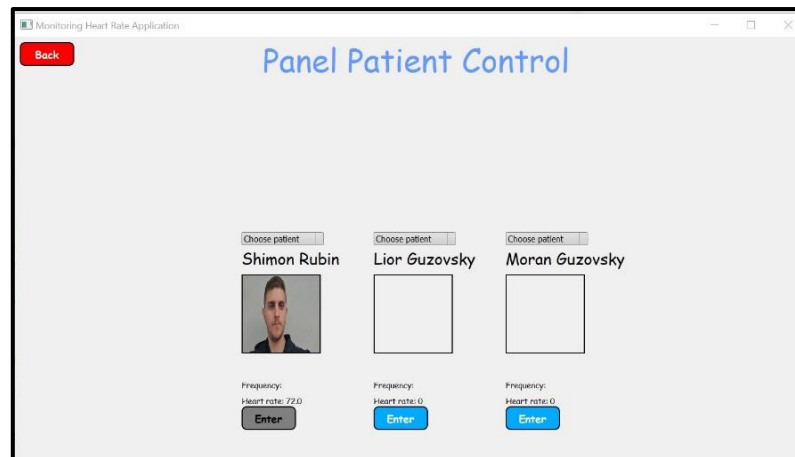 Monitoring Heart Rate Application
Back
Panel Patient Control
Choose patient
Shimon Rubin
Frequency:
Heart rate: 72.0
Enter
Choose patient
Lior Guzovsky
Frequency:
Heart rate: 0
Enter
Choose patient
Moran Guzovsky
Frequency:
Heart rate: 0
Enter